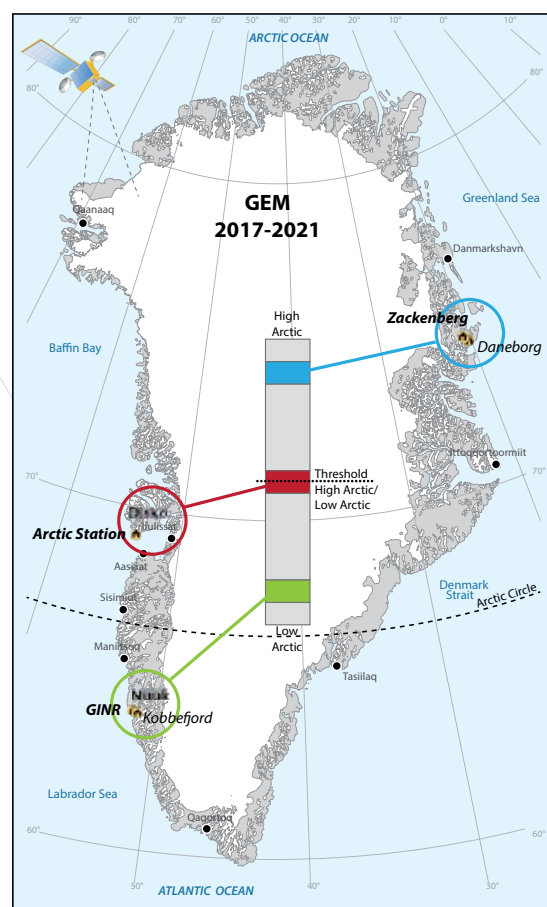 90°
80°
70°
60°
50°
40°
30°
20°
10°
0°
10°
ARCTIC OCEAN
80°
80°
Greenland Sea
Qaanaaq
GEM
2017-2021
Danmarkshavn
High
Arctic
Zackenberg
Daneborg
Baffin Bay
Ittoqqortoormiit
Threshold
High Arctic/
Low Arctic
70°
70°
Disko
Ilulissat
Arctic Station
Aasiaat
Sisimiut
Denmark
Strait
Arctic Circle
Maniitsoq
Low
Arctic
Tasiilaq
Nuuk
GINR
Kobbefjord
Labrador Sea
Qaqortoq
60°
60°
50°
40°
30°
ATLANTIC OCEAN